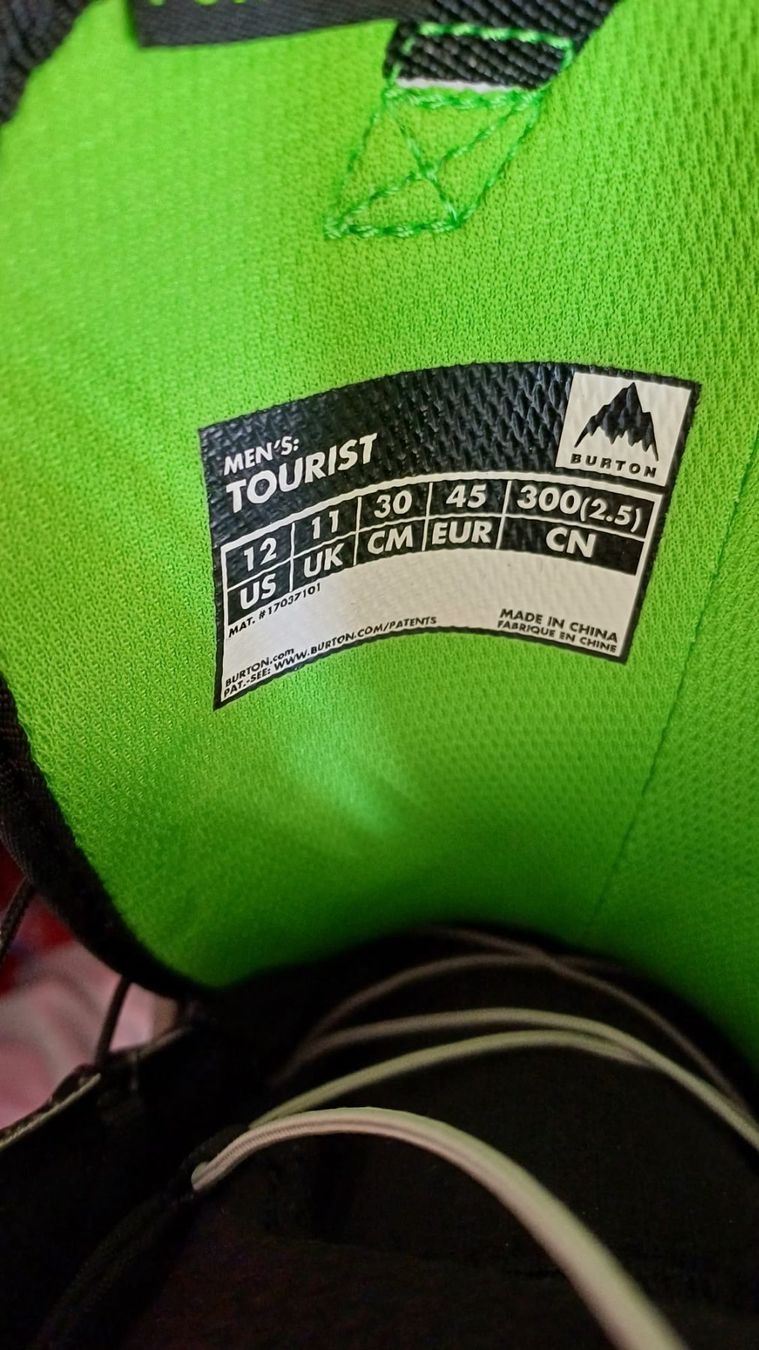 MEN'S:
TOURIST
BURTON
12 11 30 45 300(2.5)
US UK CM EUR CN
MAT. #17037101
BURTON.com
PAT.-SEE: WWW.BURTON.COM/PATENTS
MADE IN CHINA
FABRIQUE EN CHINE